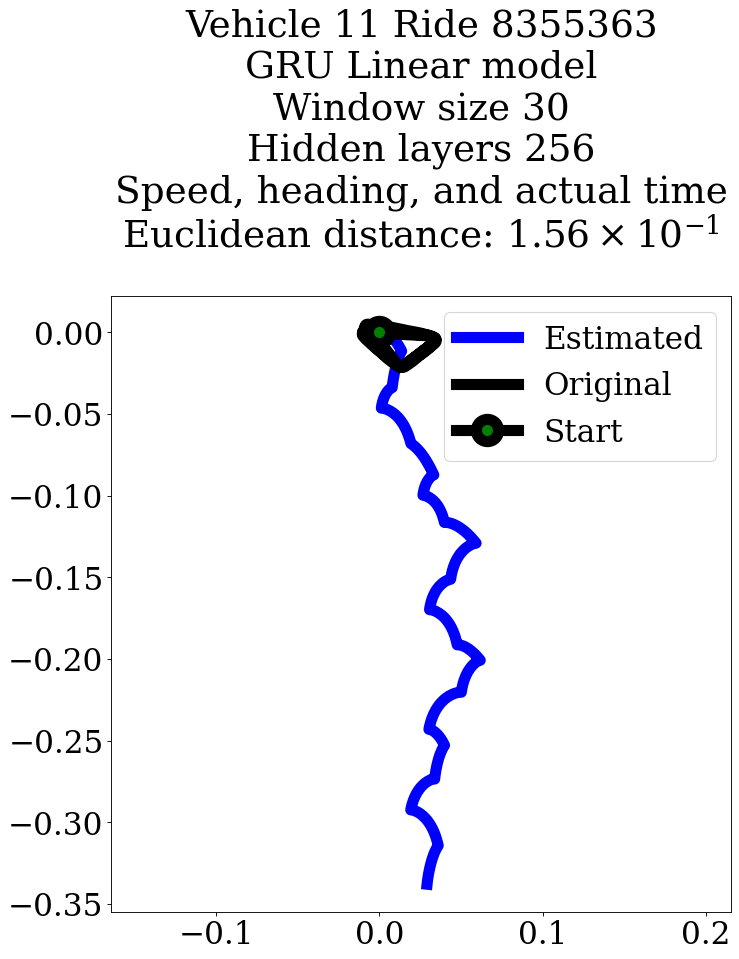 Vehicle 11 Ride 8355363
GRU Linear model
Window size 30
Hidden layers 256
Speed, heading, and actual time
Euclidean distance: 1.56 × 10⁻¹
Estimated
Original
Start
0.00
−0.05
−0.10
−0.15
−0.20
−0.25
−0.30
−0.35
−0.1
0.0
0.1
0.2